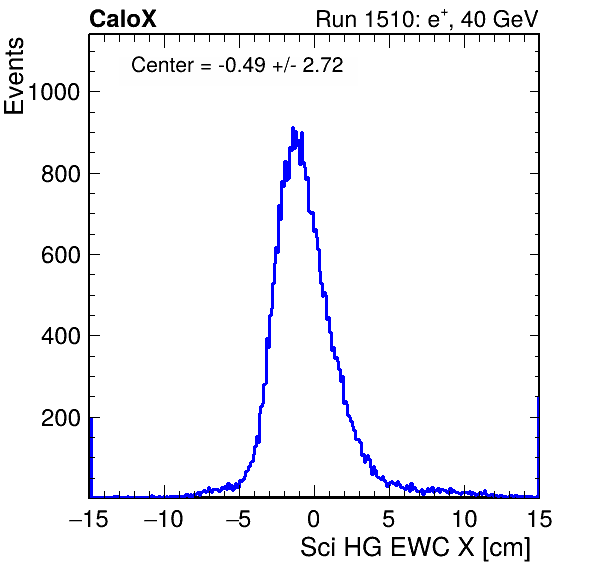 CaloX Run 1510: e⁺, 40 GeV
Center = -0.49 +/- 2.72
Events
1000
800
600
400
200
−15 −10 −5 0 5 10 15
Sci HG EWC X [cm]